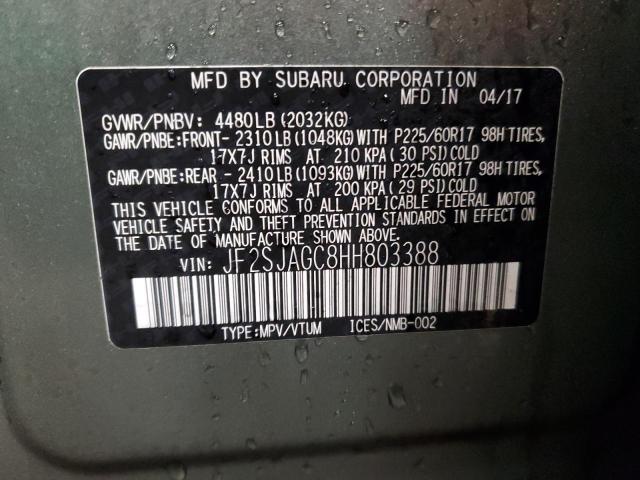 MFD BY SUBARU CORPORATION
MFD IN 04/17
GVWR/PNBV: 4480LB (2032KG)
GAWR/PNBE:FRONT- 2310LB (1048KG) WITH P225/60R17 98H TIRES,
17X7J RIMS AT 210 KPA( 30 PSI) COLD
GAWR/PNBE:REAR - 2410LB (1093KG) WITH P225/60R17 98H TIRES,
17X7J RIMS AT 200 KPA( 29 PSI) COLD
THIS VEHICLE CONFORMS TO ALL APPLICABLE FEDERAL MOTOR
VEHICLE SAFETY AND THEFT PREVENTION STANDARDS IN EFFECT ON
THE DATE OF MANUFACTURE SHOWN ABOVE.
VIN: JF2SJAGC8HH803388
TYPE:MPV/VTUM ICES/NMB-002